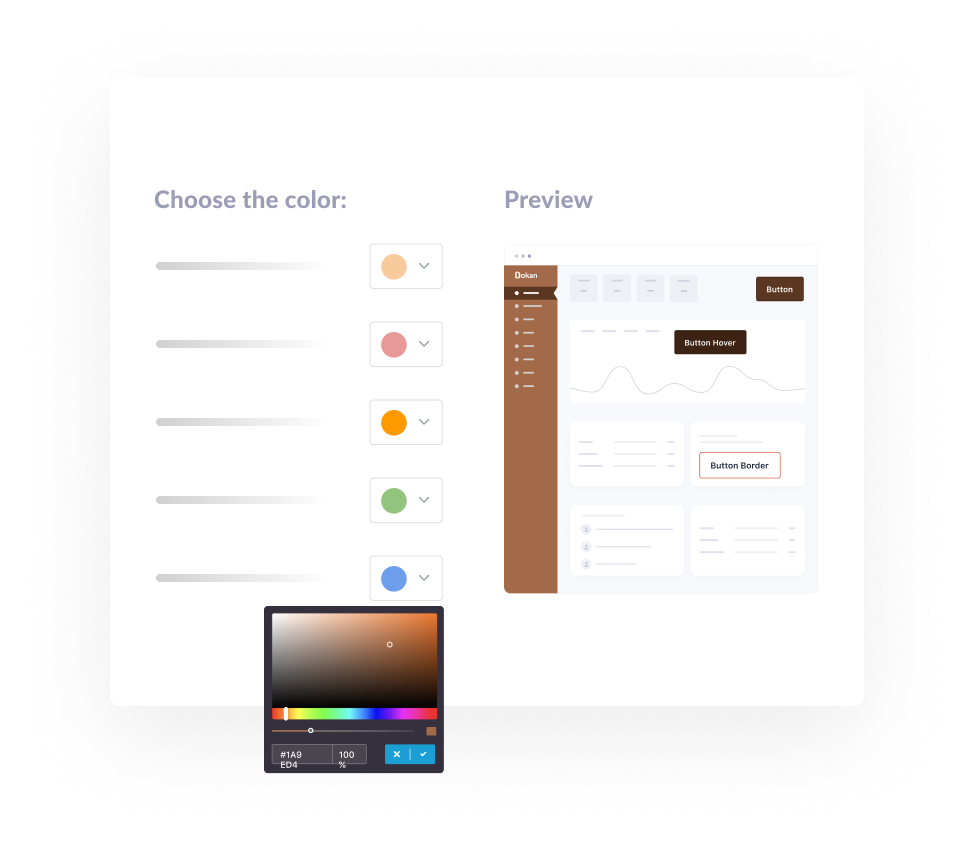 Choose the color:
Preview
Dokan
Button
Button Hover
Button Border
#1A9
ED4
100
%